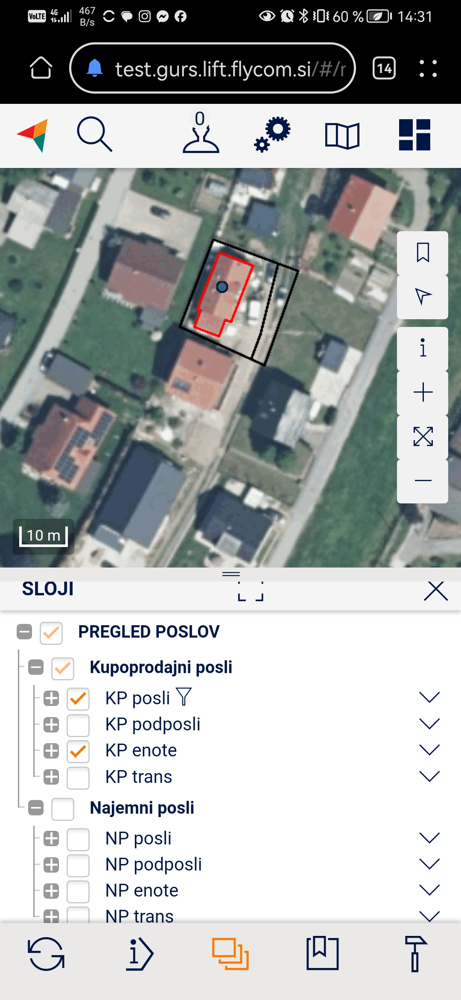 VoLTE 4G 467 B/s 60 % 14:31
test.gurs.lift.flycom.si/#/r 14
0
10 m
SLOJI
PREGLED POSLOV
Kupoprodajni posli
KP posli
KP podposli
KP enote
KP trans
Najemni posli
NP posli
NP podposli
NP enote
NP trans